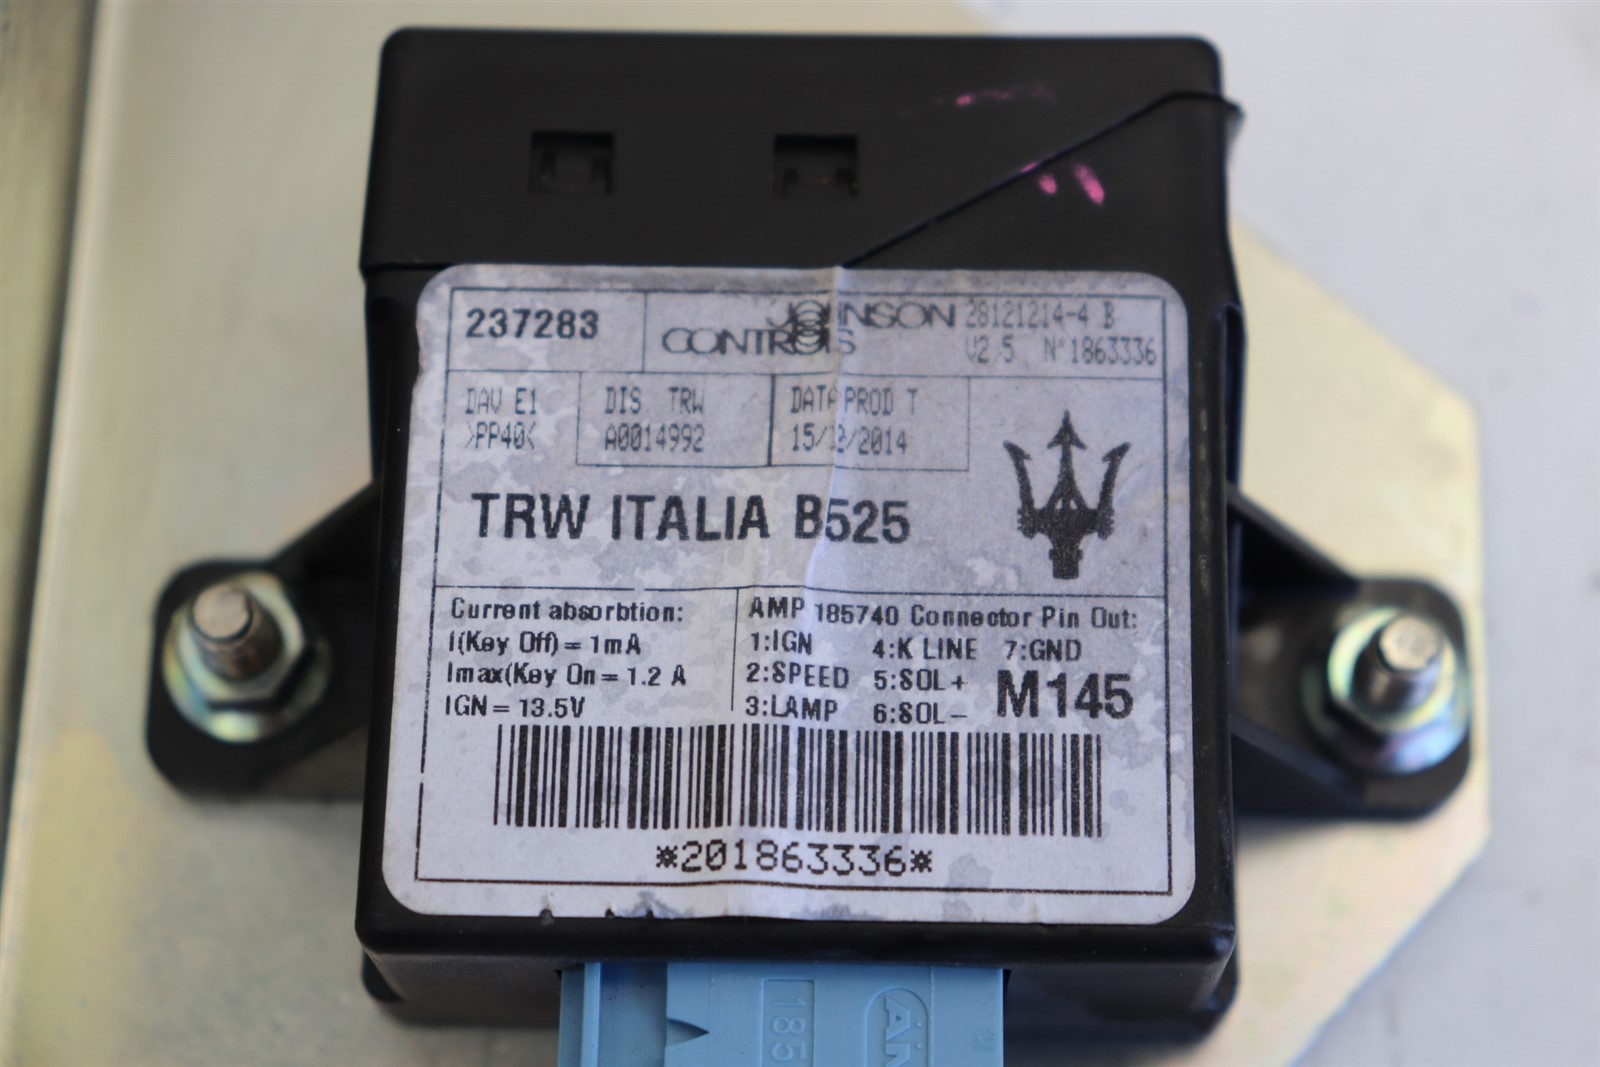 237283
JOHNSON CONTROLS
28121214-4 B
V2.5 N°1863336
DAV E1
>PP40<
DIS. TRW
A0014992
DATA PROD T
15/ /2014
TRW ITALIA B525
Current absorbtion:
I(Key Off) = 1mA
Imax(Key On = 1.2 A
IGN = 13.5V
AMP 185740 Connector Pin Out:
1:IGN 4:K LINE 7:GND
2:SPEED 5:SOL+
3:LAMP 6:SOL-
M145
*201863336*
185